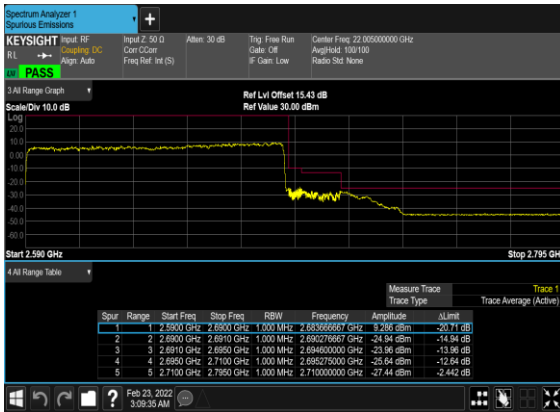 Spectrum Analyzer 1
Spurious Emissions
KEYSIGHT Input: RF Input Z: 50 Ω Atten: 30 dB Trig: Free Run Center Freq: 22.005000000 GHz
RL Coupling: DC Corr CCorr Gate: Off Avg|Hold: 100/100
Align: Auto Freq Ref: Int (S) IF Gain: Low Radio Std: None
PASS
3 All Range Graph
Ref Lvl Offset 15.43 dB
Scale/Div 10.0 dB Ref Value 30.00 dBm
Log
20.0
10.0
0.00
-10.0
-20.0
-30.0
-40.0
-50.0
-60.0
Start 2.590 GHz Stop 2.795 GH
4 All Range Table
Measure Trace Trace 1
Trace Type Trace Average (Active)
Spur Range Start Freq Stop Freq RBW Frequency Amplitude ΔLimit
1 1 2.5900 GHz 2.6900 GHz 1.000 MHz 2.683666667 GHz 9.286 dBm -20.71 dB
2 2 2.6900 GHz 2.6910 GHz 1.000 MHz 2.690276667 GHz -24.94 dBm -14.94 dB
3 3 2.6910 GHz 2.6950 GHz 1.000 MHz 2.694600000 GHz -23.96 dBm -13.96 dB
4 4 2.6950 GHz 2.7100 GHz 1.000 MHz 2.695275000 GHz -25.64 dBm -12.64 dB
5 5 2.7100 GHz 2.7950 GHz 1.000 MHz 2.710000000 GHz -27.44 dBm -2.442 dB
Feb 23, 2022
3:09:35 AM